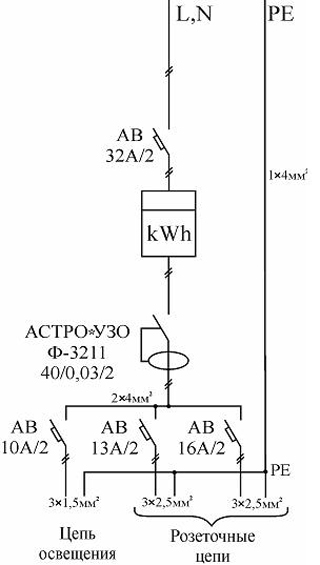 L,N
PE
АВ
32А/2
1×4мм²
kWh
АСТРО*УЗО
Ф-3211
40/0,03/2
2×4мм²
АВ
10А/2
АВ
13А/2
АВ
16А/2
PE
3×1,5мм²
3×2,5мм²
3×2,5мм²
Цепь
освещения
Розеточные
цепи